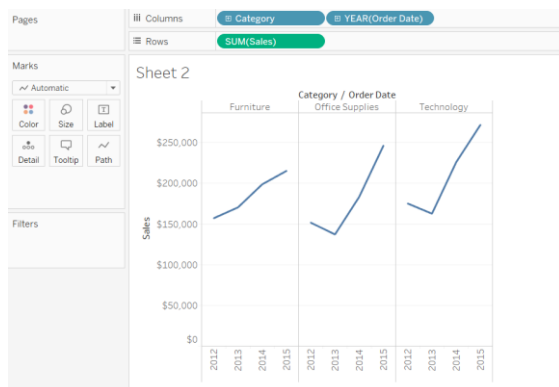 Pages
Columns
Category
YEAR(Order Date)
Rows
SUM(Sales)
Marks
Automatic
Color
Size
Label
Detail
Tooltip
Path
Filters
Sheet 2
Category / Order Date
Furniture
Office Supplies
Technology
Sales
$250,000
$200,000
$150,000
$100,000
$50,000
$0
2012
2013
2014
2015
2012
2013
2014
2015
2012
2013
2014
2015